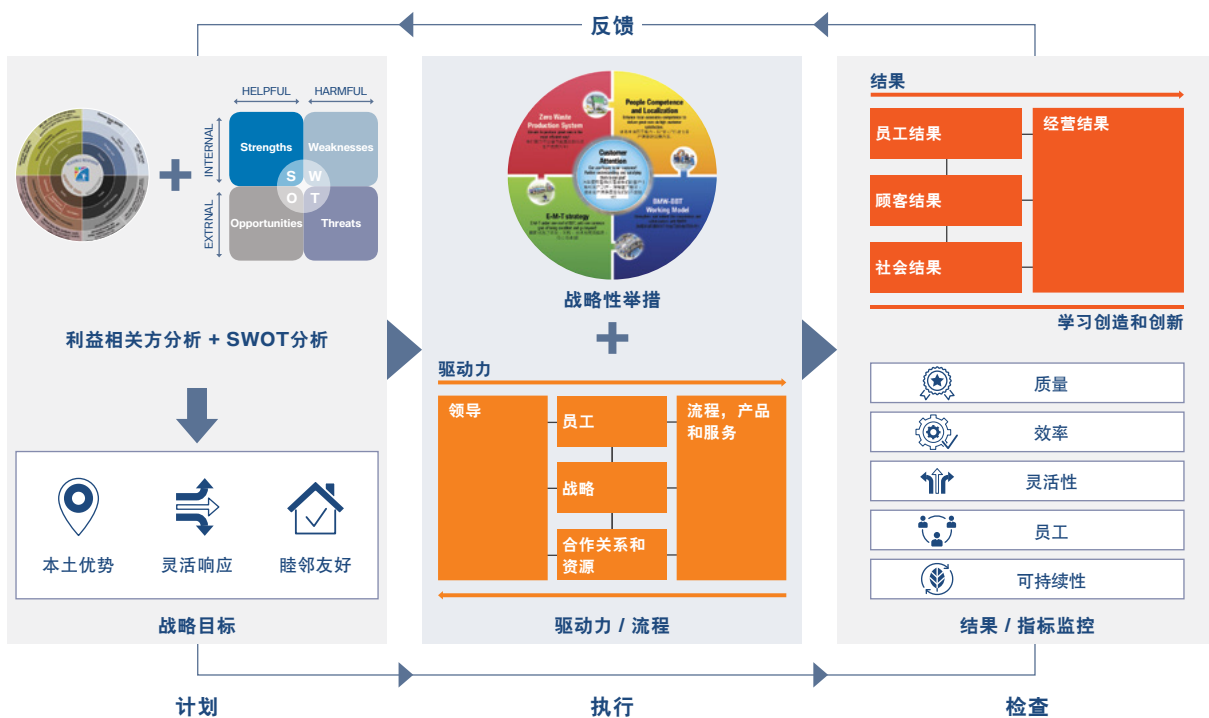 反馈
HELPFUL
HARMFUL
INTERNAL
EXTRNAL
Strengths
Weaknesses
S
W
O
T
Opportunities
Threats
利益相关方分析 + SWOT分析
本土优势
灵活响应
睦邻友好
战略目标
Zero Waste
Production System
People Competence
and Localization
Customer
Attention
E-M-T strategy
BMW-BBT
Working Model
战略性举措
驱动力
领导
员工
战略
合作关系和
资源
流程，产品
和服务
驱动力 / 流程
结果
员工结果
顾客结果
社会结果
经营结果
学习创造和创新
质量
效率
灵活性
员工
可持续性
结果 / 指标监控
计划
执行
检查